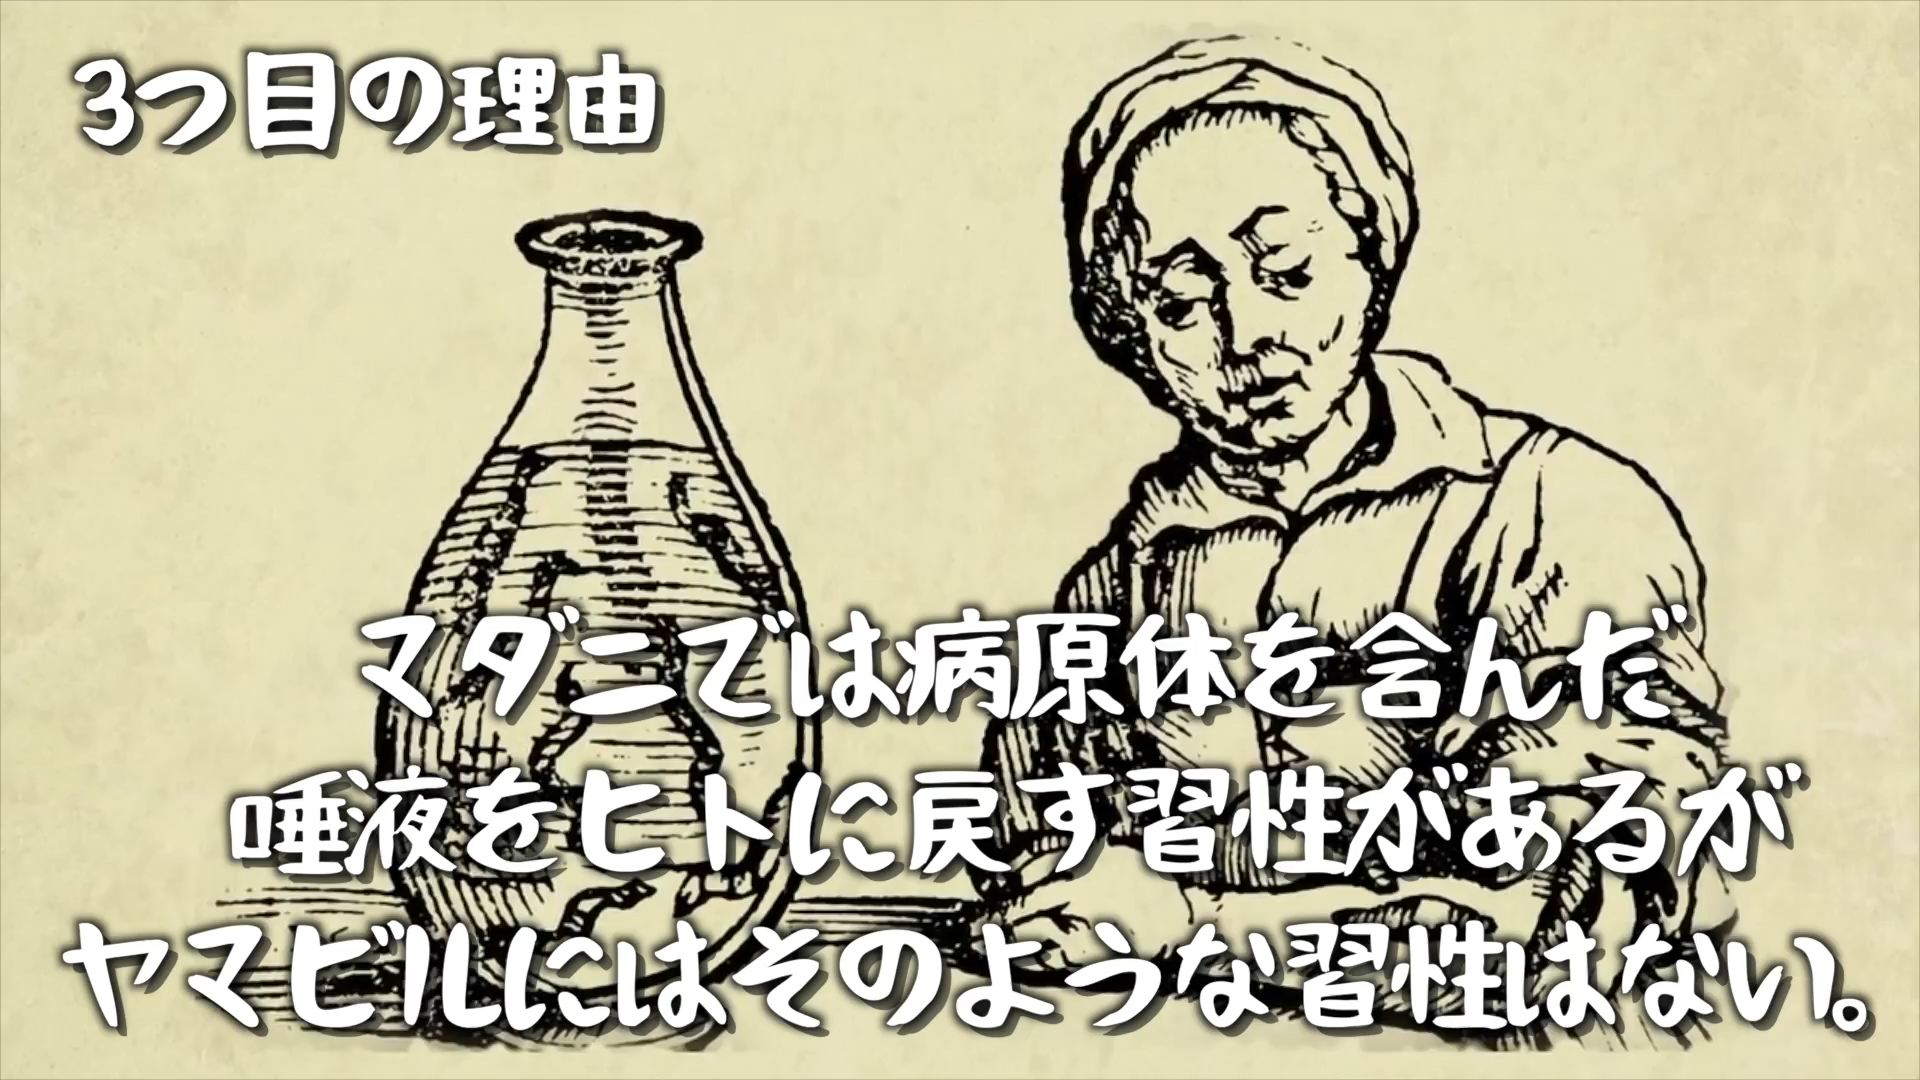 3つ目の理由
マダニでは病原体を含んだ
唾液をヒトに戻す習性があるが
ヤマビルにはそのような習性はない。